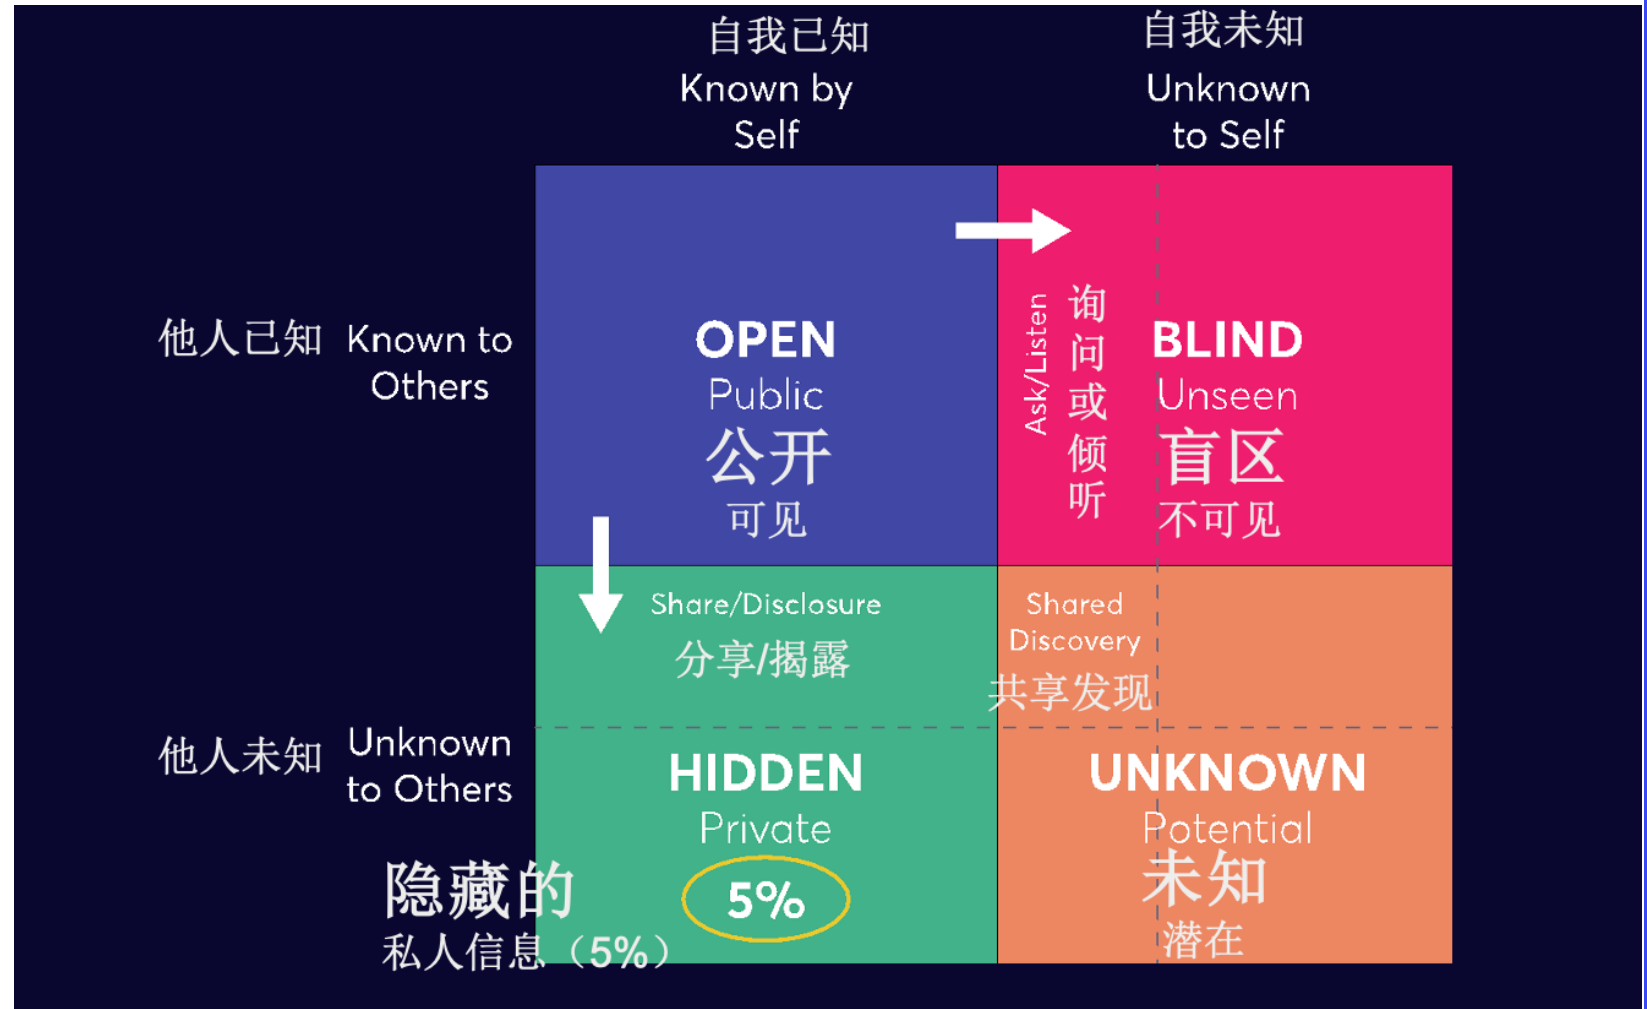 自我已知
Known by
Self
自我未知
Unknown
to Self
他人已知
Known to
Others
OPEN
Public
公开
可见
Ask/Listen
询问或倾听
BLIND
Unseen
盲区
不可见
Share/Disclosure
分享/揭露
Shared
Discovery
共享发现
他人未知
Unknown
to Others
HIDDEN
Private
5%
隐藏的
私人信息（5%）
UNKNOWN
Potential
未知
潜在